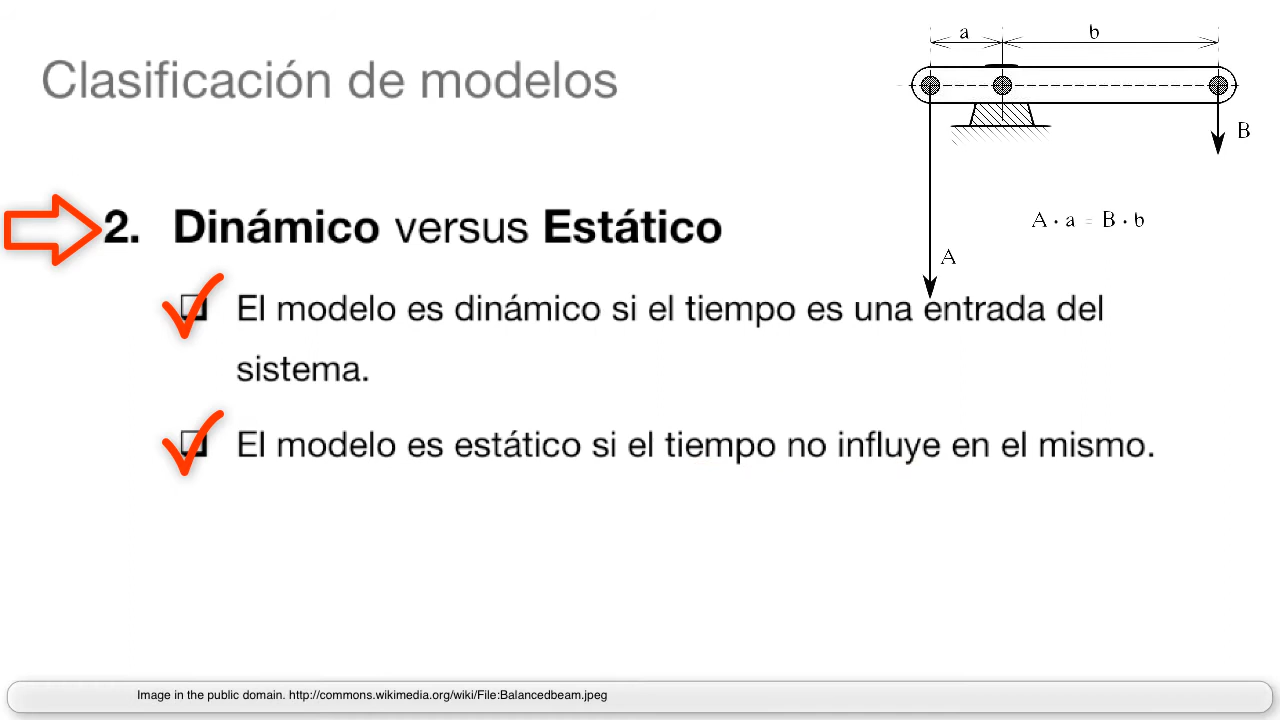 Clasificación de modelos
a
b
B
A · a = B · b
A
2. Dinámico versus Estático
El modelo es dinámico si el tiempo es una entrada del
sistema.
El modelo es estático si el tiempo no influye en el mismo.
Image in the public domain. http://commons.wikimedia.org/wiki/File:Balancedbeam.jpeg